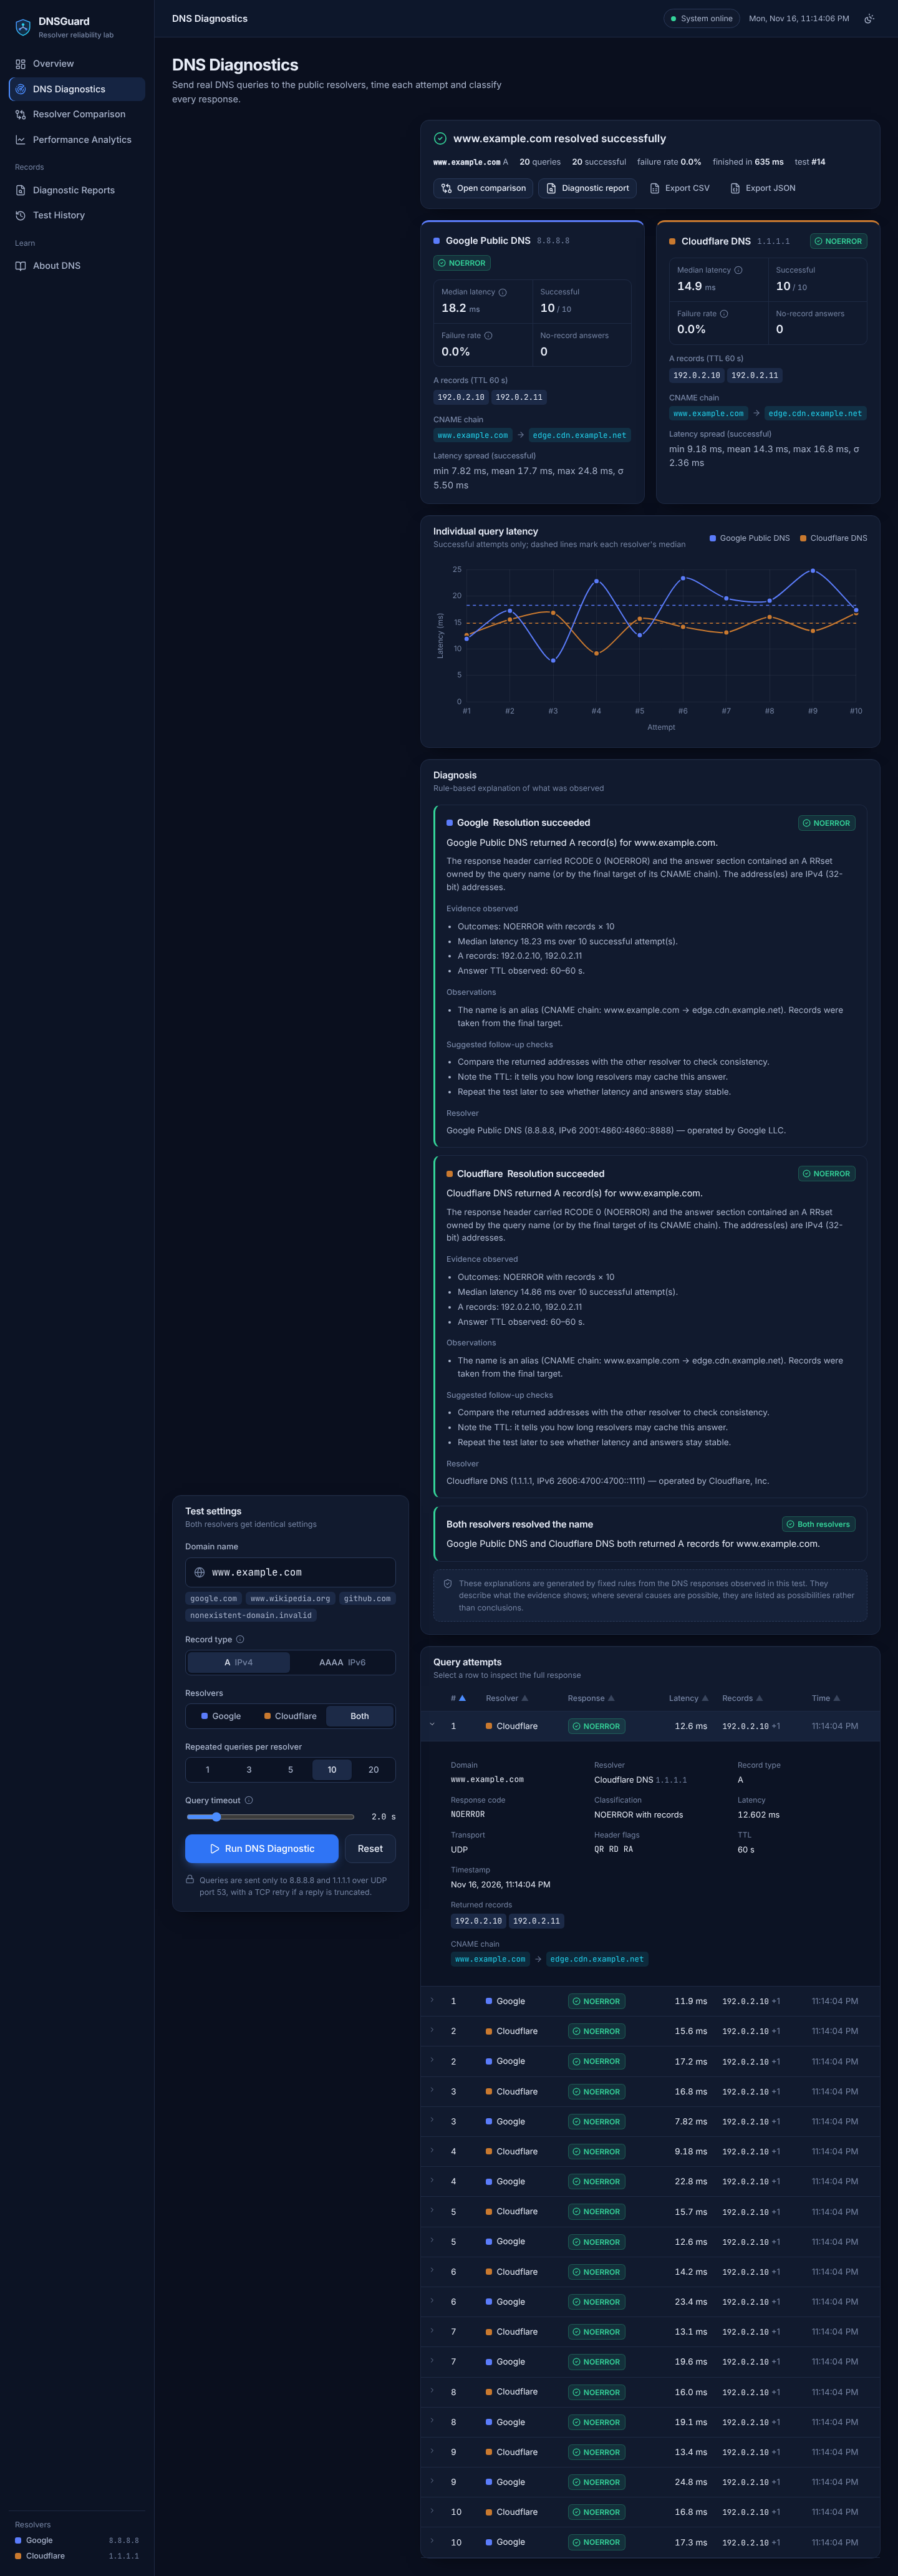 DNSGuard
Resolver reliability lab
Overview
DNS Diagnostics
Resolver Comparison
Performance Analytics
Records
Diagnostic Reports
Test History
Learn
About DNS
DNS Diagnostics
System online
Mon, Nov 16, 11:14:06 PM
DNS Diagnostics
Send real DNS queries to the public resolvers, time each attempt and classify
every response.
www.example.com resolved successfully
www.example.com A 20 queries 20 successful failure rate 0.0% finished in 635 ms test #14
Open comparison Diagnostic report Export CSV Export JSON
Google Public DNS 8.8.8.8
NOERROR
Median latency Successful
18.2 ms 10 / 10
Failure rate No-record answers
0.0% 0
A records (TTL 60 s)
192.0.2.10 192.0.2.11
CNAME chain
www.example.com → edge.cdn.example.net
Latency spread (successful)
min 7.82 ms, mean 17.7 ms, max 24.8 ms, σ
5.50 ms
Cloudflare DNS 1.1.1.1 NOERROR
Median latency Successful
14.9 ms 10 / 10
Failure rate No-record answers
0.0% 0
A records (TTL 60 s)
192.0.2.10 192.0.2.11
CNAME chain
www.example.com → edge.cdn.example.net
Latency spread (successful)
min 9.18 ms, mean 14.3 ms, max 16.8 ms, σ
2.36 ms
Individual query latency
Successful attempts only; dashed lines mark each resolver's median
Google Public DNS Cloudflare DNS
25
20
15
10
5
0
Latency (ms)
#1 #2 #3 #4 #5 #6 #7 #8 #9 #10
Attempt
Diagnosis
Rule-based explanation of what was observed
Google Resolution succeeded NOERROR
Google Public DNS returned A record(s) for www.example.com.
The response header carried RCODE 0 (NOERROR) and the answer section contained an A RRset
owned by the query name (or by the final target of its CNAME chain). The address(es) are IPv4 (32-
bit) addresses.
Evidence observed
• Outcomes: NOERROR with records × 10
• Median latency 18.23 ms over 10 successful attempt(s).
• A records: 192.0.2.10, 192.0.2.11
• Answer TTL observed: 60–60 s.
Observations
• The name is an alias (CNAME chain: www.example.com → edge.cdn.example.net). Records were
taken from the final target.
Suggested follow-up checks
• Compare the returned addresses with the other resolver to check consistency.
• Note the TTL: it tells you how long resolvers may cache this answer.
• Repeat the test later to see whether latency and answers stay stable.
Resolver
Google Public DNS (8.8.8.8, IPv6 2001:4860:4860::8888) — operated by Google LLC.
Cloudflare Resolution succeeded NOERROR
Cloudflare DNS returned A record(s) for www.example.com.
The response header carried RCODE 0 (NOERROR) and the answer section contained an A RRset
owned by the query name (or by the final target of its CNAME chain). The address(es) are IPv4 (32-
bit) addresses.
Evidence observed
• Outcomes: NOERROR with records × 10
• Median latency 14.86 ms over 10 successful attempt(s).
• A records: 192.0.2.10, 192.0.2.11
• Answer TTL observed: 60–60 s.
Observations
• The name is an alias (CNAME chain: www.example.com → edge.cdn.example.net). Records were
taken from the final target.
Suggested follow-up checks
• Compare the returned addresses with the other resolver to check consistency.
• Note the TTL: it tells you how long resolvers may cache this answer.
• Repeat the test later to see whether latency and answers stay stable.
Resolver
Cloudflare DNS (1.1.1.1, IPv6 2606:4700:4700::1111) — operated by Cloudflare, Inc.
Both resolvers resolved the name Both resolvers
Google Public DNS and Cloudflare DNS both returned A records for www.example.com.
These explanations are generated by fixed rules from the DNS responses observed in this test. They
describe what the evidence shows; where several causes are possible, they are listed as possibilities rather
than conclusions.
Test settings
Both resolvers get identical settings
Domain name
www.example.com
google.com www.wikipedia.org github.com
nonexistent-domain.invalid
Record type
A IPv4 AAAA IPv6
Resolvers
Google Cloudflare Both
Repeated queries per resolver
1 3 5 10 20
Query timeout
2.0 s
Run DNS Diagnostic Reset
Queries are sent only to 8.8.8.8 and 1.1.1.1 over UDP
port 53, with a TCP retry if a reply is truncated.
Query attempts
Select a row to inspect the full response
# Resolver Response Latency Records Time
1 Cloudflare NOERROR 12.6 ms 192.0.2.10 +1 11:14:04 PM
Domain Resolver Record type
www.example.com Cloudflare DNS 1.1.1.1 A
Response code Classification Latency
NOERROR NOERROR with records 12.602 ms
Transport Header flags TTL
UDP QR RD RA 60 s
Timestamp
Nov 16, 2026, 11:14:04 PM
Returned records
192.0.2.10 192.0.2.11
CNAME chain
www.example.com → edge.cdn.example.net
1 Google NOERROR 11.9 ms 192.0.2.10 +1 11:14:04 PM
2 Cloudflare NOERROR 15.6 ms 192.0.2.10 +1 11:14:04 PM
2 Google NOERROR 17.2 ms 192.0.2.10 +1 11:14:04 PM
3 Cloudflare NOERROR 16.8 ms 192.0.2.10 +1 11:14:04 PM
3 Google NOERROR 7.82 ms 192.0.2.10 +1 11:14:04 PM
4 Cloudflare NOERROR 9.18 ms 192.0.2.10 +1 11:14:04 PM
4 Google NOERROR 22.8 ms 192.0.2.10 +1 11:14:04 PM
5 Cloudflare NOERROR 15.7 ms 192.0.2.10 +1 11:14:04 PM
5 Google NOERROR 12.6 ms 192.0.2.10 +1 11:14:04 PM
6 Cloudflare NOERROR 14.2 ms 192.0.2.10 +1 11:14:04 PM
6 Google NOERROR 23.4 ms 192.0.2.10 +1 11:14:04 PM
7 Cloudflare NOERROR 13.1 ms 192.0.2.10 +1 11:14:04 PM
7 Google NOERROR 19.6 ms 192.0.2.10 +1 11:14:04 PM
8 Cloudflare NOERROR 16.0 ms 192.0.2.10 +1 11:14:04 PM
8 Google NOERROR 19.1 ms 192.0.2.10 +1 11:14:04 PM
9 Cloudflare NOERROR 13.4 ms 192.0.2.10 +1 11:14:04 PM
9 Google NOERROR 24.8 ms 192.0.2.10 +1 11:14:04 PM
10 Cloudflare NOERROR 16.8 ms 192.0.2.10 +1 11:14:04 PM
10 Google NOERROR 17.3 ms 192.0.2.10 +1 11:14:04 PM
Resolvers
Google 8.8.8.8
Cloudflare 1.1.1.1